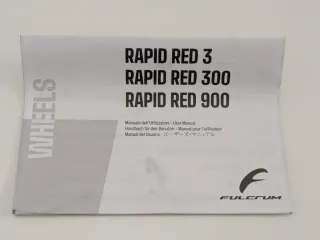 WHEELS
RAPID RED 3
RAPID RED 300
RAPID RED 900
Manuale dell'Utilizzatore - User Manual
Handbuch für den Benutzer - Manuel pour l'utilisateur
Manual del Usuario - ユーザーズ・マニュアル
FULCRUM